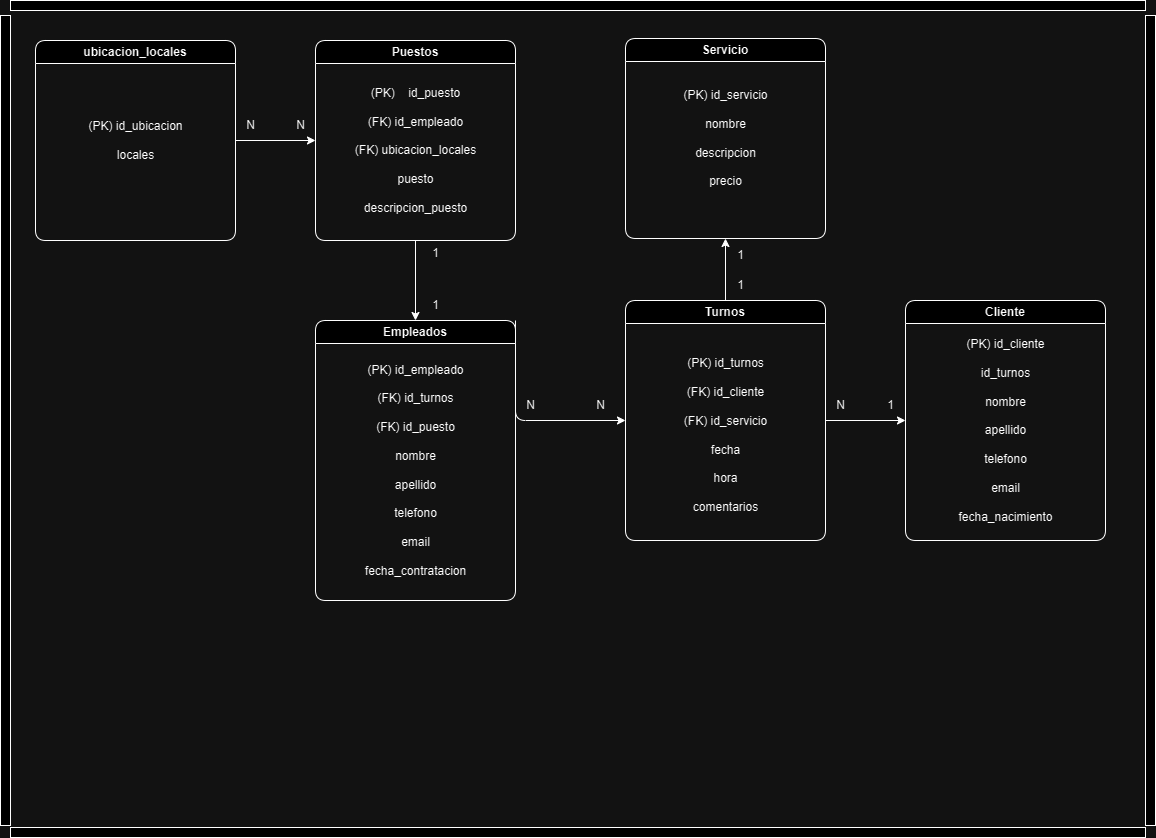 ubicacion_locales
(PK) id_ubicacion
locales
N N
Puestos
(PK) id_puesto
(FK) id_empleado
(FK) ubicacion_locales
puesto
descripcion_puesto
1
1
Servicio
(PK) id_servicio
nombre
descripcion
precio
1
1
Empleados
(PK) id_empleado
(FK) id_turnos
(FK) id_puesto
nombre
apellido
telefono
email
fecha_contratacion
N N
Turnos
(PK) id_turnos
(FK) id_cliente
(FK) id_servicio
fecha
hora
comentarios
N 1
Cliente
(PK) id_cliente
id_turnos
nombre
apellido
telefono
email
fecha_nacimiento